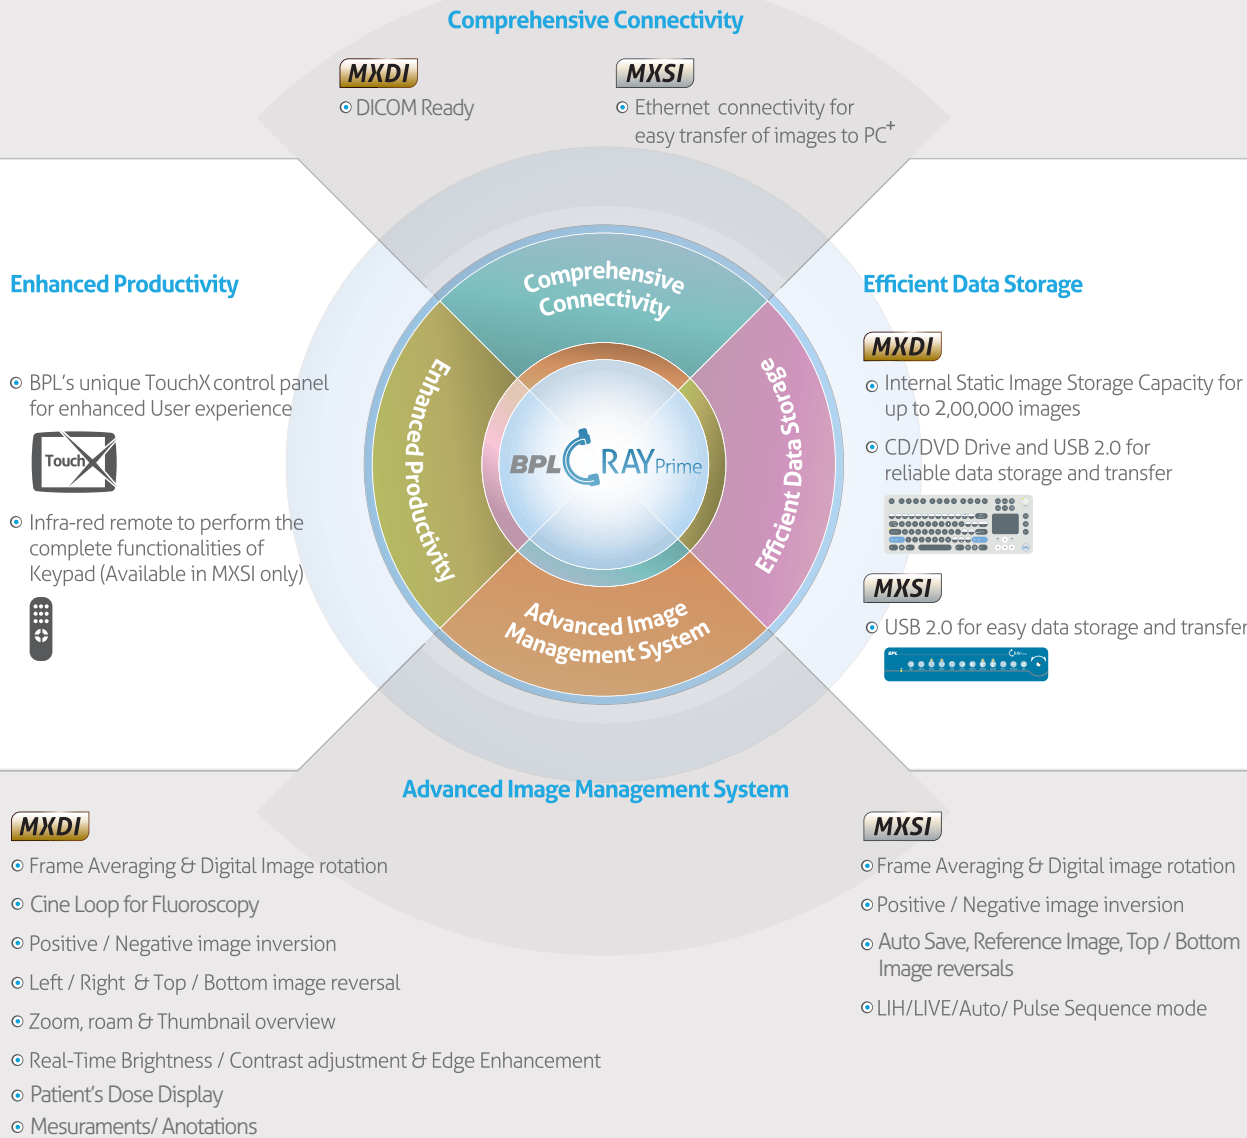 Comprehensive Connectivity
MXDI
DICOM Ready
MXSI
Ethernet connectivity for
easy transfer of images to PC+
Enhanced Productivity
BPL's unique TouchX control panel
for enhanced User experience
TouchX
Infra-red remote to perform the
complete functionalities of
Keypad (Available in MXSI only)
Comprehensive
Connectivity
Enhanced Productivity
BPL C RAY Prime
Efficient Data Storage
Advanced Image
Management System
Efficient Data Storage
MXDI
Internal Static Image Storage Capacity for
up to 2,00,000 images
CD/DVD Drive and USB 2.0 for
reliable data storage and transfer
MXSI
USB 2.0 for easy data storage and transfer
BPL
Advanced Image Management System
MXDI
Frame Averaging & Digital Image rotation
Cine Loop for Fluoroscopy
Positive / Negative image inversion
Left / Right & Top / Bottom image reversal
Zoom, roam & Thumbnail overview
Real-Time Brightness / Contrast adjustment & Edge Enhancement
Patient's Dose Display
Mesuraments/ Anotations
MXSI
Frame Averaging & Digital image rotation
Positive / Negative image inversion
Auto Save, Reference Image, Top / Bottom
Image reversals
LIH/LIVE/Auto/ Pulse Sequence mode